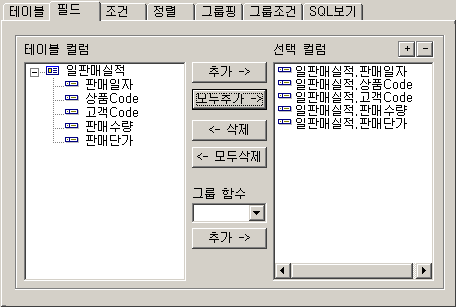 테이블 필드 조건 정렬 그룹핑 그룹조건 SQL보기
테이블 컬럼
일판매실적
판매일자
상품Code
고객Code
판매수량
판매단가
추가 ->
모두추가 ->
<- 삭제
<- 모두삭제
그룹 함수
추가 ->
선택 컬럼 + -
일판매실적.판매일자
일판매실적.상품Code
일판매실적.고객Code
일판매실적.판매수량
일판매실적.판매단가